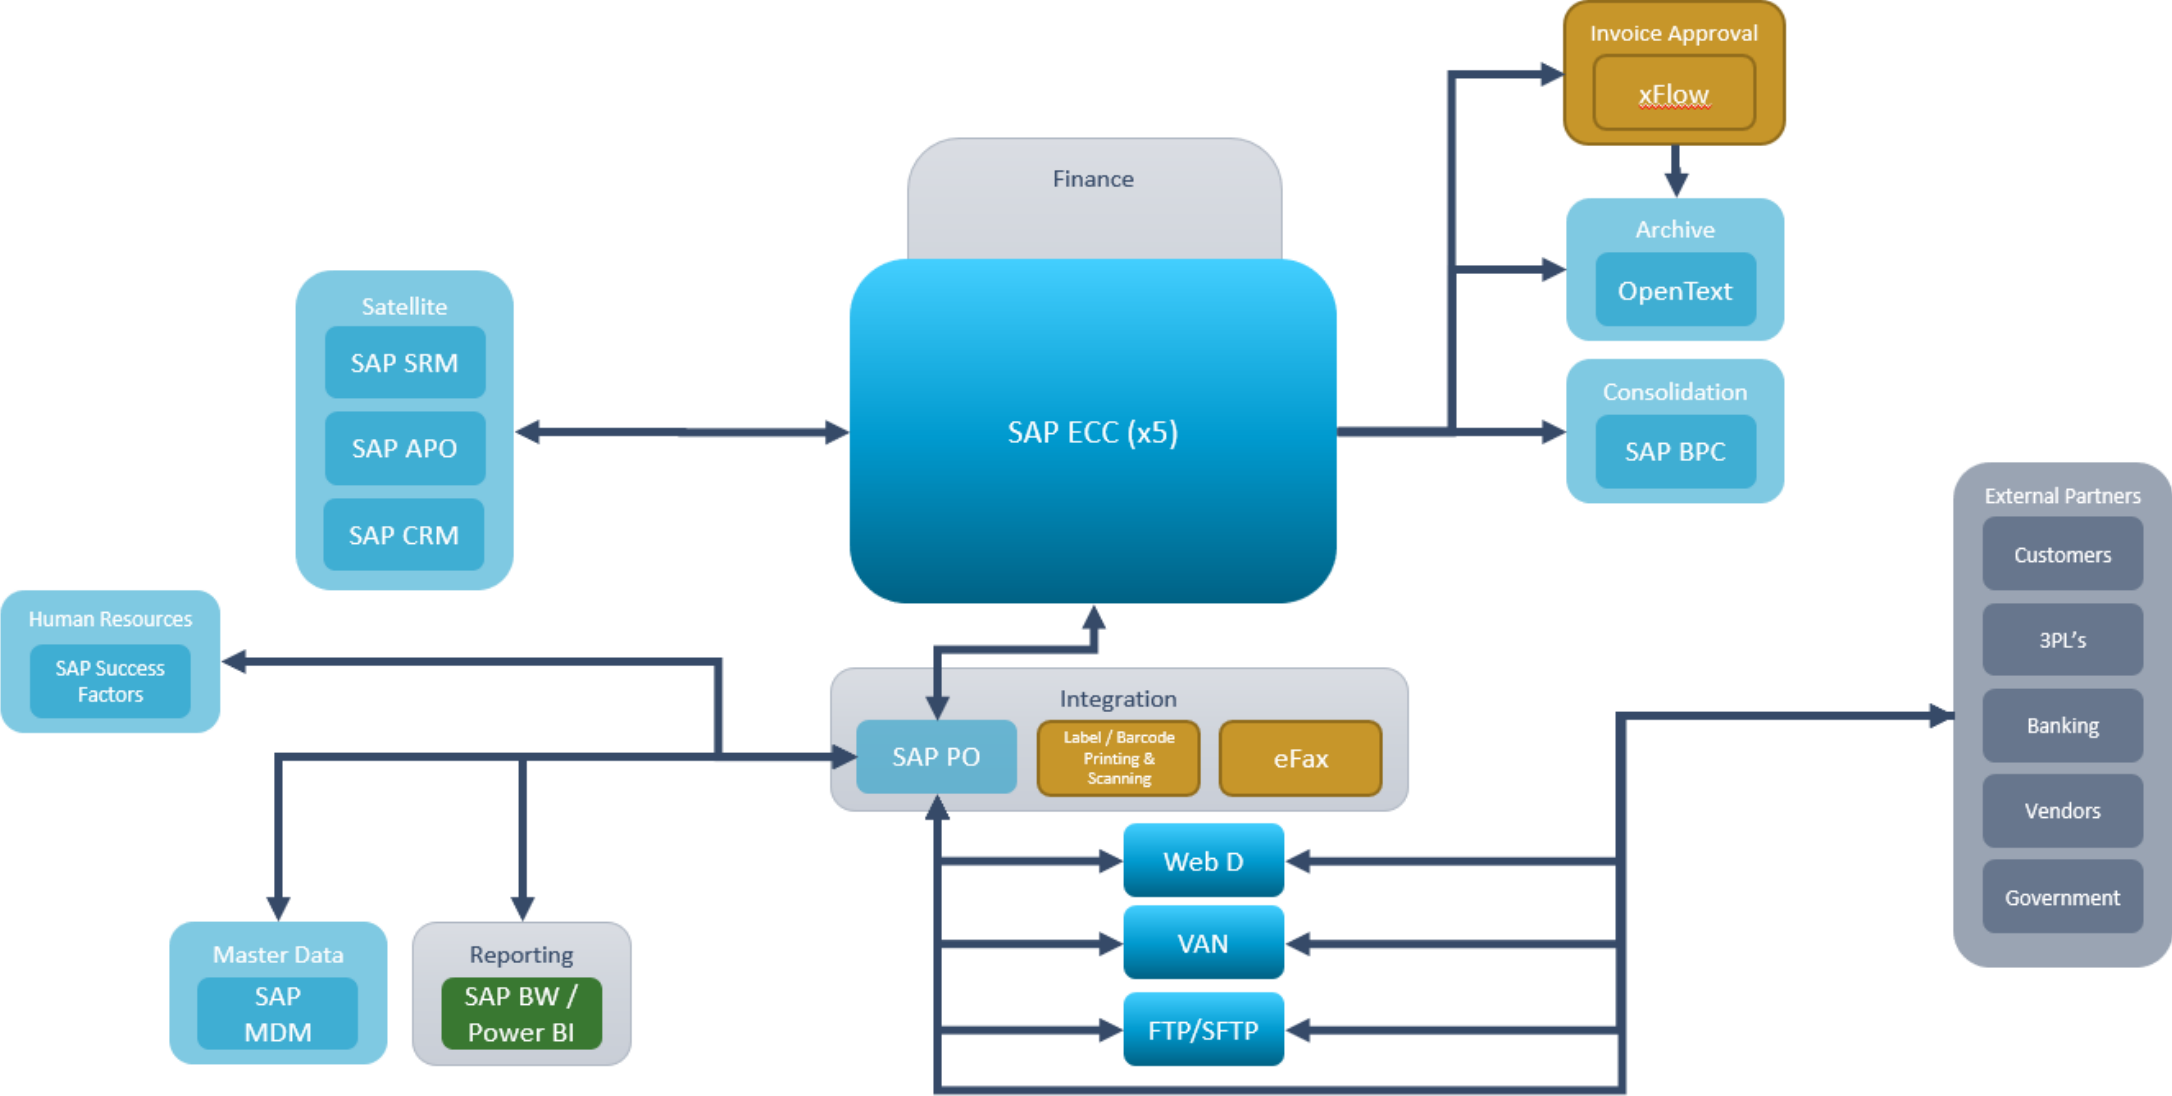 Invoice Approval
xFlow
Finance
Archive
OpenText
Satellite
SAP SRM
SAP APO
SAP CRM
SAP ECC (x5)
Consolidation
SAP BPC
External Partners
Customers
3PL's
Banking
Vendors
Government
Human Resources
SAP Success
Factors
Integration
SAP PO
Label / Barcode
Printing &
Scanning
eFax
Web D
VAN
FTP/SFTP
Master Data
SAP
MDM
Reporting
SAP BW /
Power BI